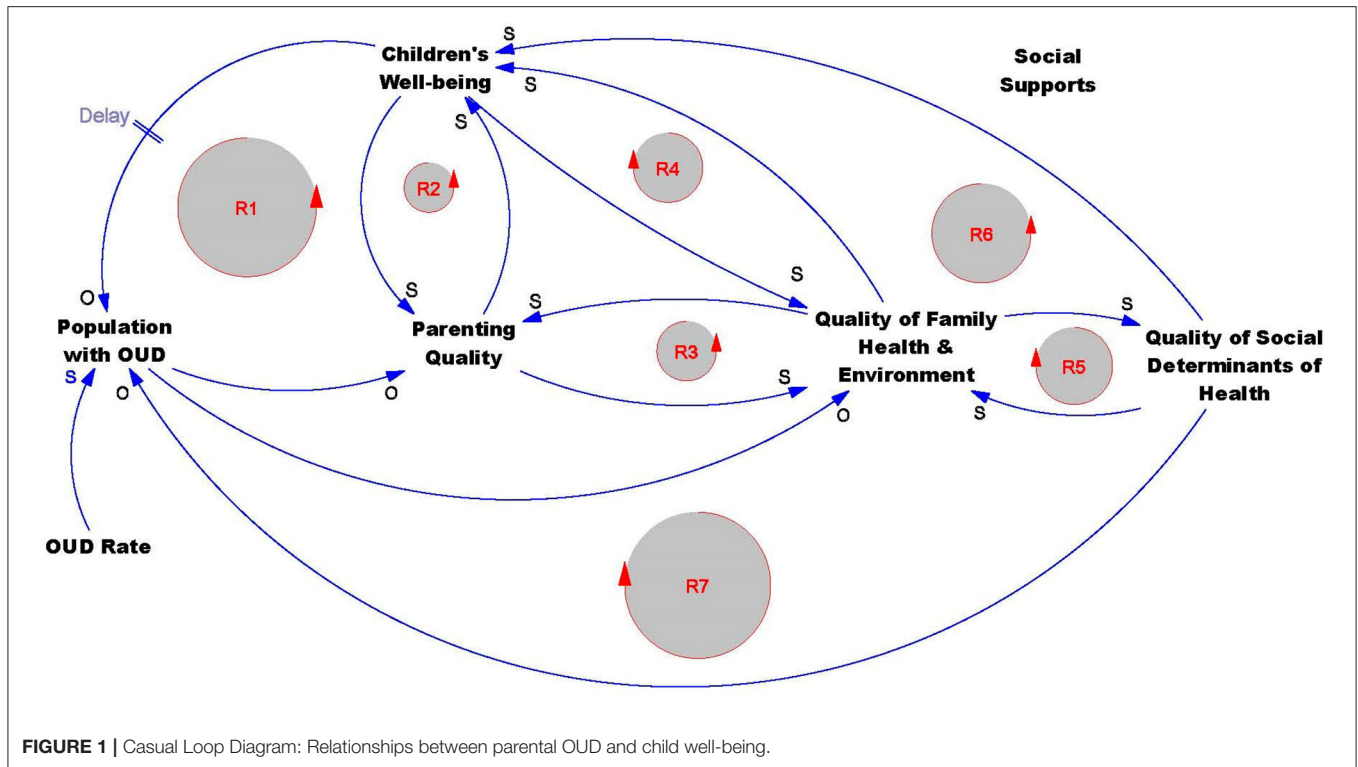 S
Children's
Well-being
Social
Supports
S
Delay
S
R1
R2
R4
R6
O
S
S
S
S
Population
with OUD
Parenting
Quality
Quality of Family
Health &
Environment
Quality of Social
Determinants of
Health
R3
R5
S
O
O
S
O
S
OUD Rate
R7
FIGURE 1 | Casual Loop Diagram: Relationships between parental OUD and child well-being.